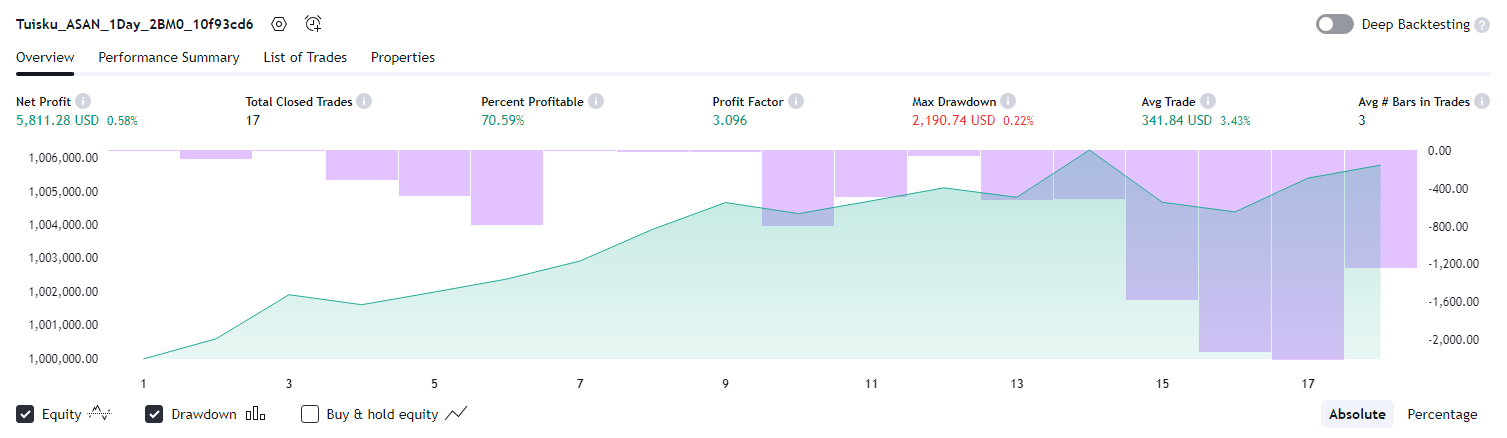 Tuisku_ASAN_1Day_2BM0_10f93cd6
Deep Backtesting ?
Overview Performance Summary List of Trades Properties
Net Profit Total Closed Trades Percent Profitable Profit Factor Max Drawdown Avg Trade Avg # Bars in Trades
5,811.28 USD 0.58% 17 70.59% 3.096 2,190.74 USD 0.22% 341.84 USD 3.43% 3
1,006,000.00 0.00
1,005,000.00 -400.00
1,004,000.00 -800.00
1,003,000.00 -1,200.00
1,002,000.00 -1,600.00
1,001,000.00 -2,000.00
1,000,000.00
1 3 5 7 9 11 13 15 17
Equity Drawdown Buy & hold equity Absolute Percentage